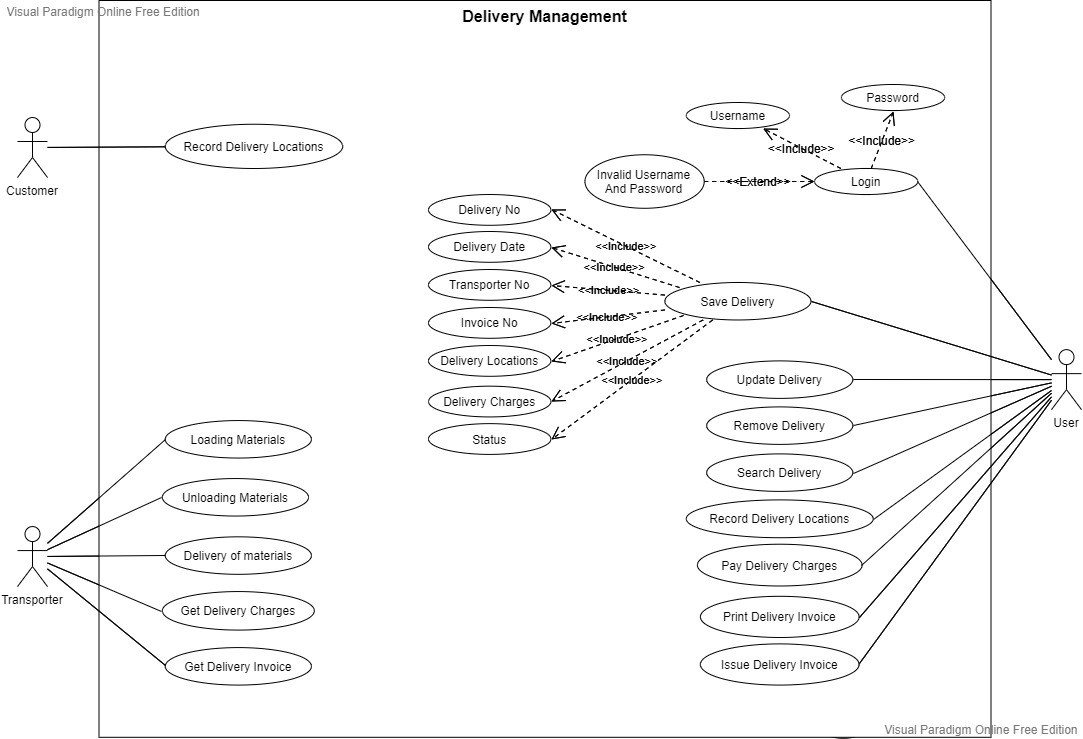 Visual Paradigm Online Free Edition
Delivery Management
Password
Username
<<Include>>
<<Include>>
Record Delivery Locations
Customer
Invalid Username
And Password
<<Extend>>
Login
Delivery No
Delivery Date
Transporter No
Invoice No
Delivery Locations
Delivery Charges
Status
<<Include>>
<<Include>>
<<Include>>
<<Include>>
<<Include>>
<<Include>>
<<Include>>
Save Delivery
Update Delivery
Remove Delivery
Search Delivery
Record Delivery Locations
Pay Delivery Charges
Print Delivery Invoice
Issue Delivery Invoice
User
Loading Materials
Unloading Materials
Delivery of materials
Get Delivery Charges
Get Delivery Invoice
Transporter
Visual Paradigm Online Free Edition